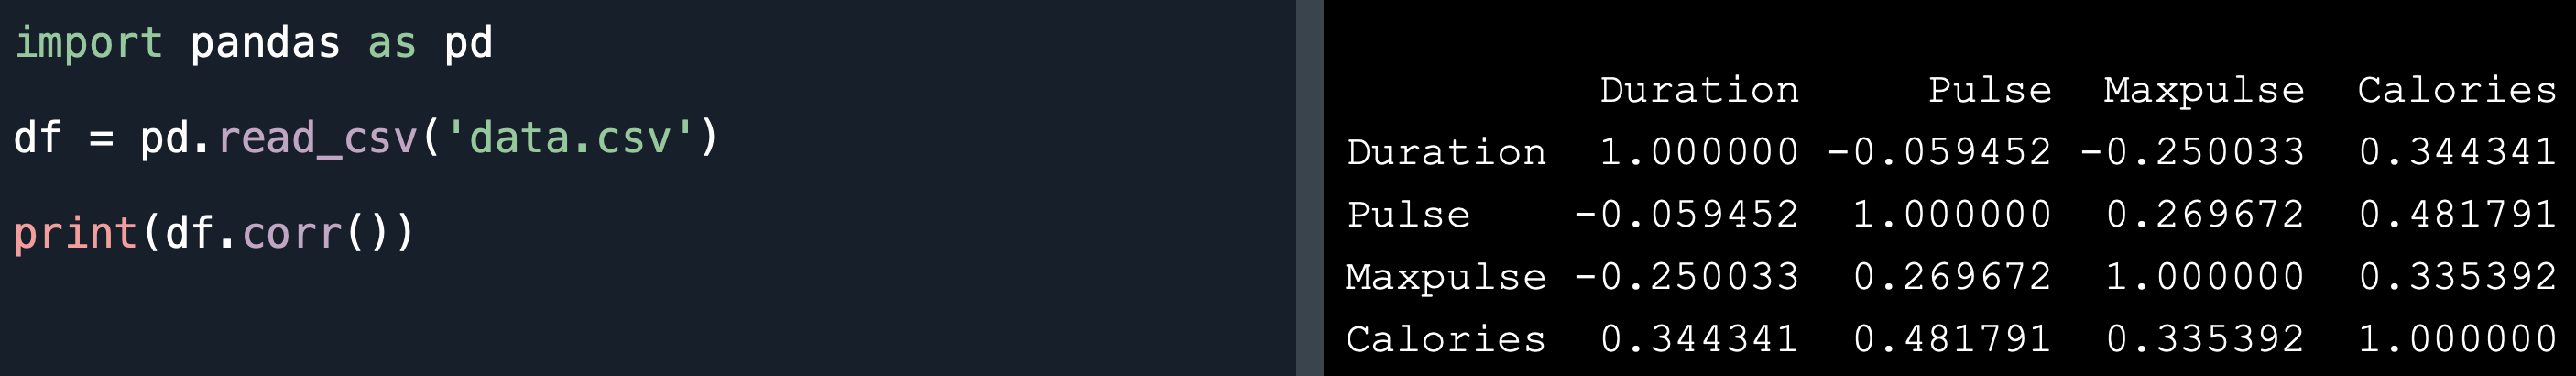 import pandas as pd
df = pd.read_csv('data.csv')
print(df.corr())
Duration Pulse Maxpulse Calories
Duration 1.000000 -0.059452 -0.250033 0.344341
Pulse -0.059452 1.000000 0.269672 0.481791
Maxpulse -0.250033 0.269672 1.000000 0.335392
Calories 0.344341 0.481791 0.335392 1.000000